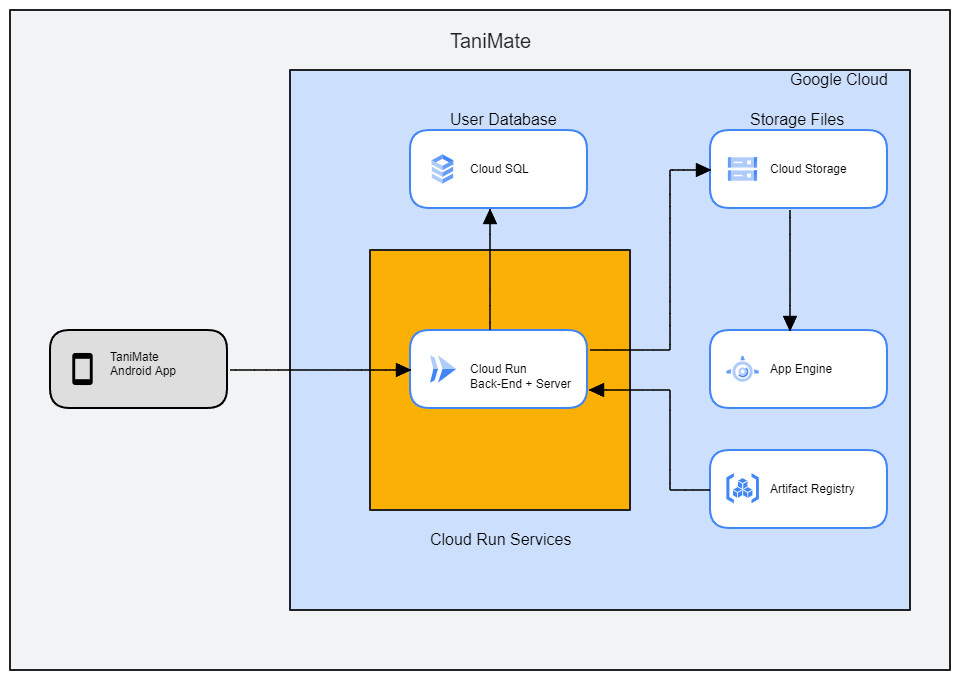 TaniMate
Google Cloud
User Database
Storage Files
Cloud SQL
Cloud Storage
TaniMate
Android App
Cloud Run
Back-End + Server
App Engine
Artifact Registry
Cloud Run Services